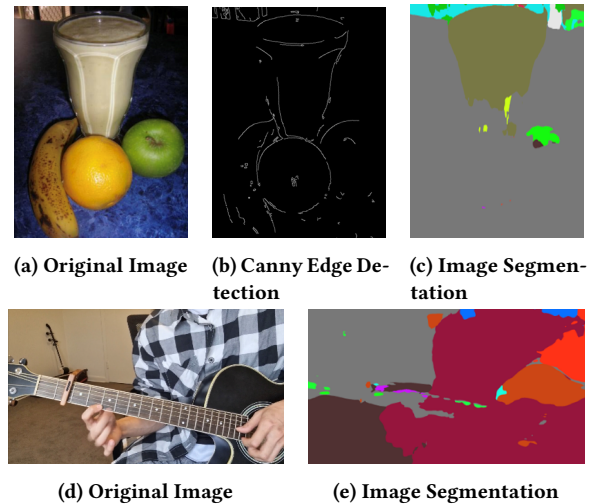 (a) Original Image
(b) Canny Edge De-
tection
(c) Image Segmen-
tation
(d) Original Image
(e) Image Segmentation